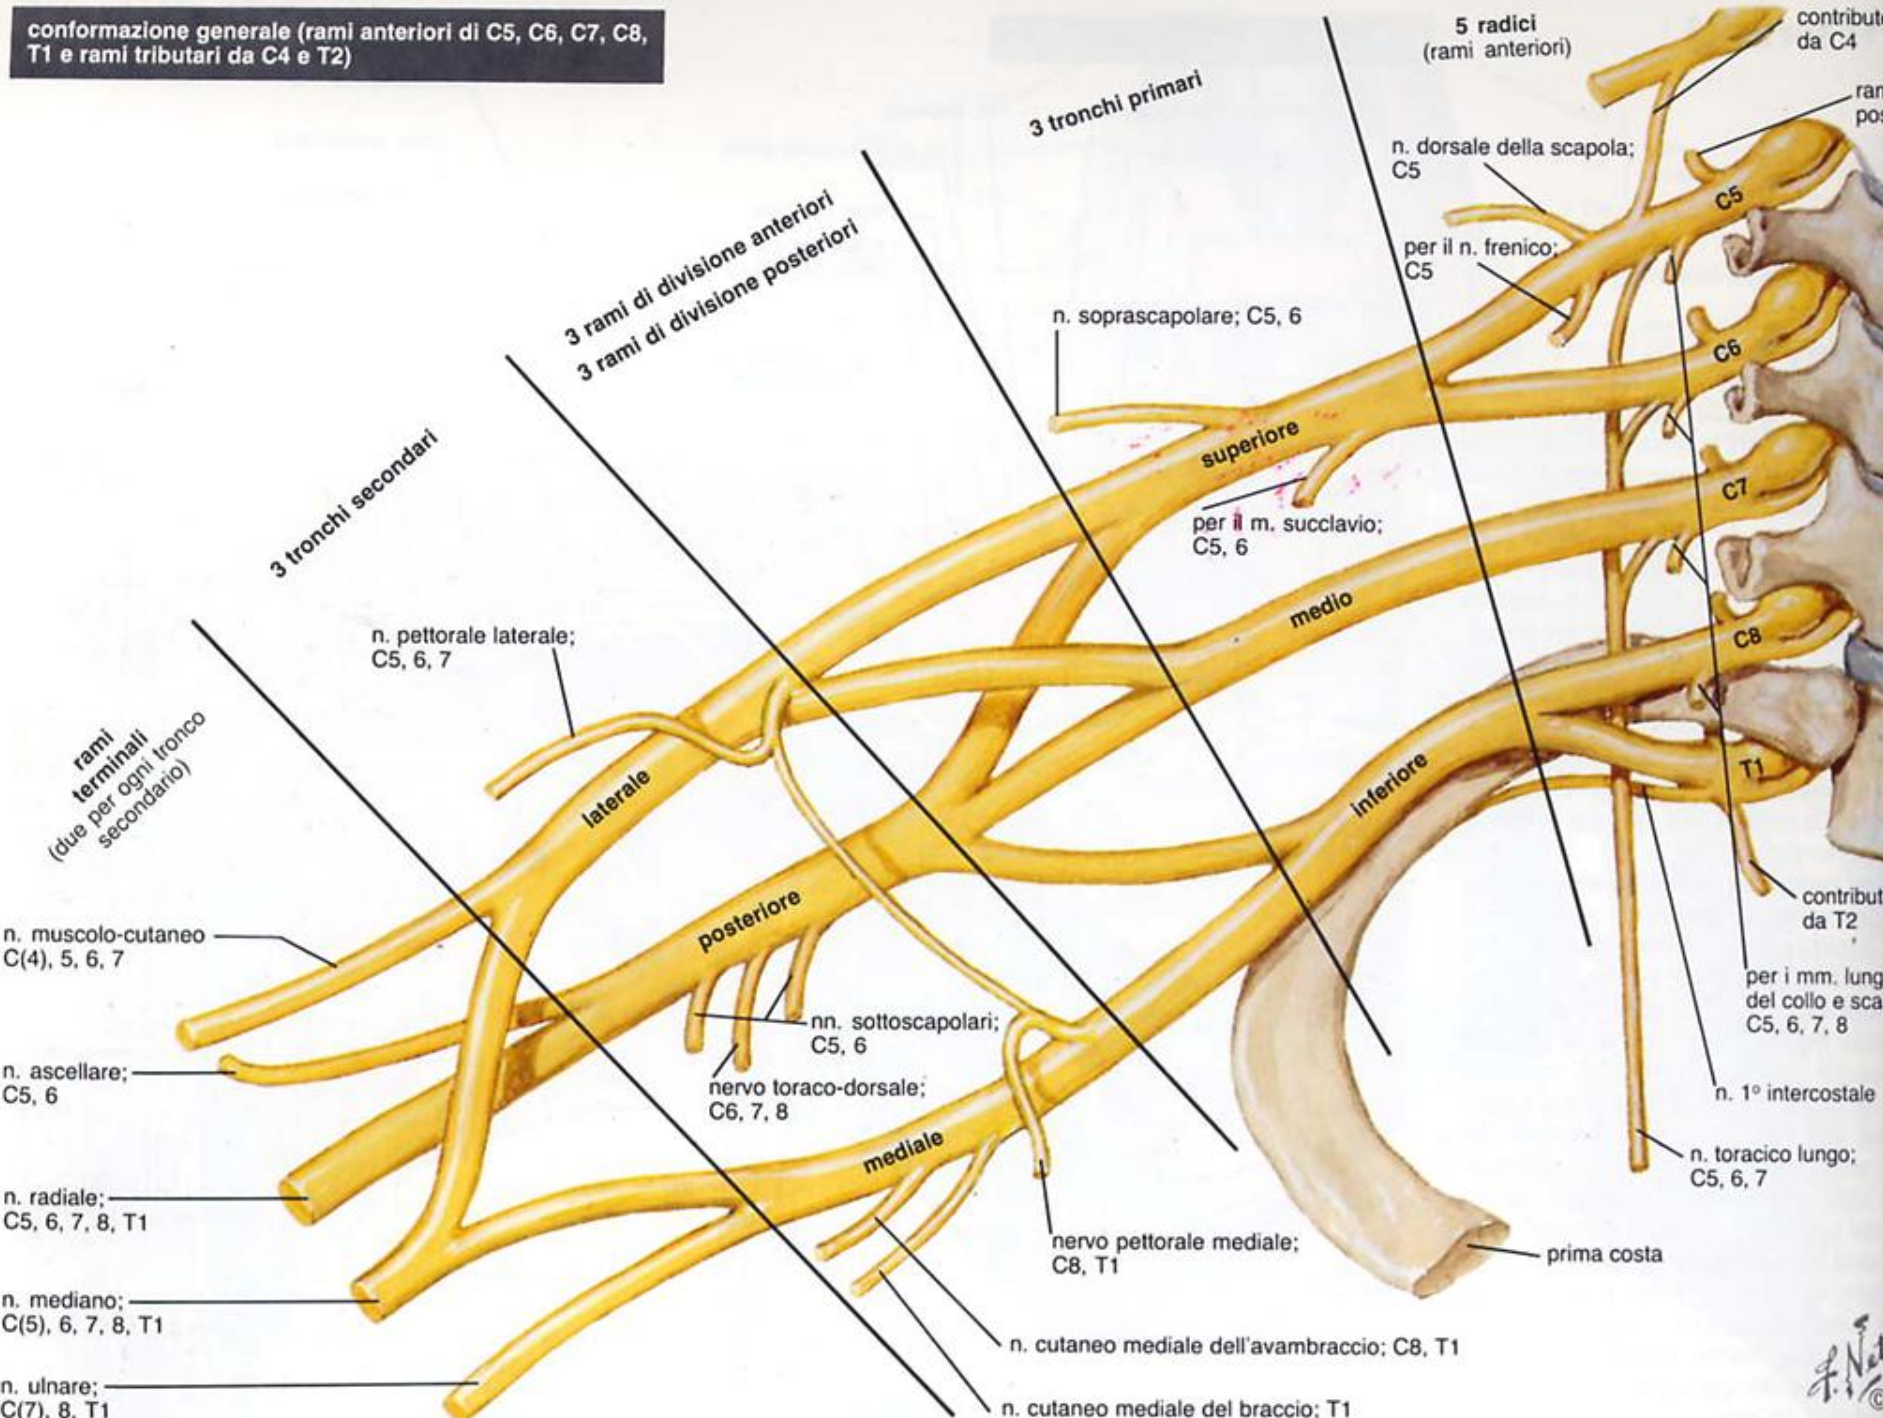 conformazione generale (rami anteriori di C5, C6, C7, C8,
T1 e rami tributari da C4 e T2)
5 radici
(rami anteriori)
da C4
3 tronchi primari
n. dorsale della scapola;
C5
C5
per il n. frenico;
C5
3 rami di divisione anteriori
3 rami di divisione posteriori
n. soprascapolare; C5, 6
C6
superiore
3 tronchi secondari
C7
per il m. succlavio;
C5, 6
medio
C8
n. pettorale laterale;
C5, 6, 7
rami
terminali
(due per ogni tronco
secondario)
T1
inferiore
laterale
posteriore
da T2
n. muscolo-cutaneo
C(4), 5, 6, 7
per i mm.
del collo e
C5, 6, 7, 8
nn. sottoscapolari;
C5, 6
n. ascellare;
C5, 6
nervo toraco-dorsale;
C6, 7, 8
n. 1° intercostale
mediale
n. toracico lungo;
C5, 6, 7
n. radiale;
C5, 6, 7, 8, T1
nervo pettorale mediale;
C8, T1
prima costa
n. mediano;
C(5), 6, 7, 8, T1
n. cutaneo mediale dell'avambraccio; C8, T1
n. ulnare;
C(7), 8, T1
n. cutaneo mediale del braccio; T1
©